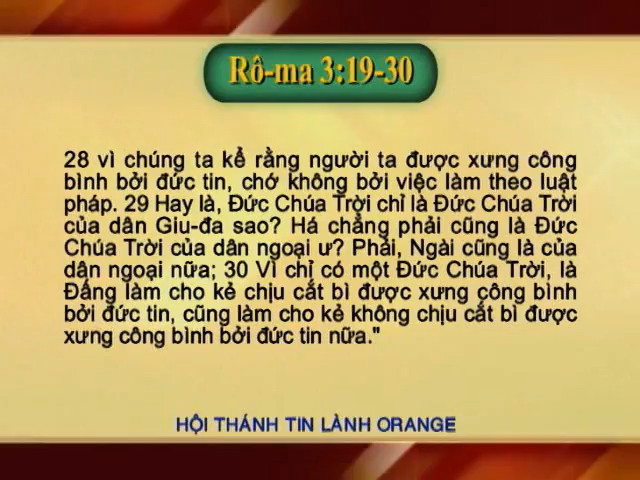 Rô-ma 3:19-30
28 vì chúng ta kể rằng người ta được xưng công
bình bởi đức tin, chớ không bởi việc làm theo luật
pháp. 29 Hay là, Đức Chúa Trời chỉ là Đức Chúa Trời
của dân Giu-đa sao? Há chẳng phải cũng là Đức
Chúa Trời của dân ngoại ư? Phải, Ngài cũng là của
dân ngoại nữa; 30 Vì chỉ có một Đức Chúa Trời, là
Đấng làm cho kẻ chịu cắt bì được xưng công bình
bởi đức tin, cũng làm cho kẻ không chịu cắt bì được
xưng công bình bởi đức tin nữa."
HỘI THÁNH TIN LÀNH ORANGE